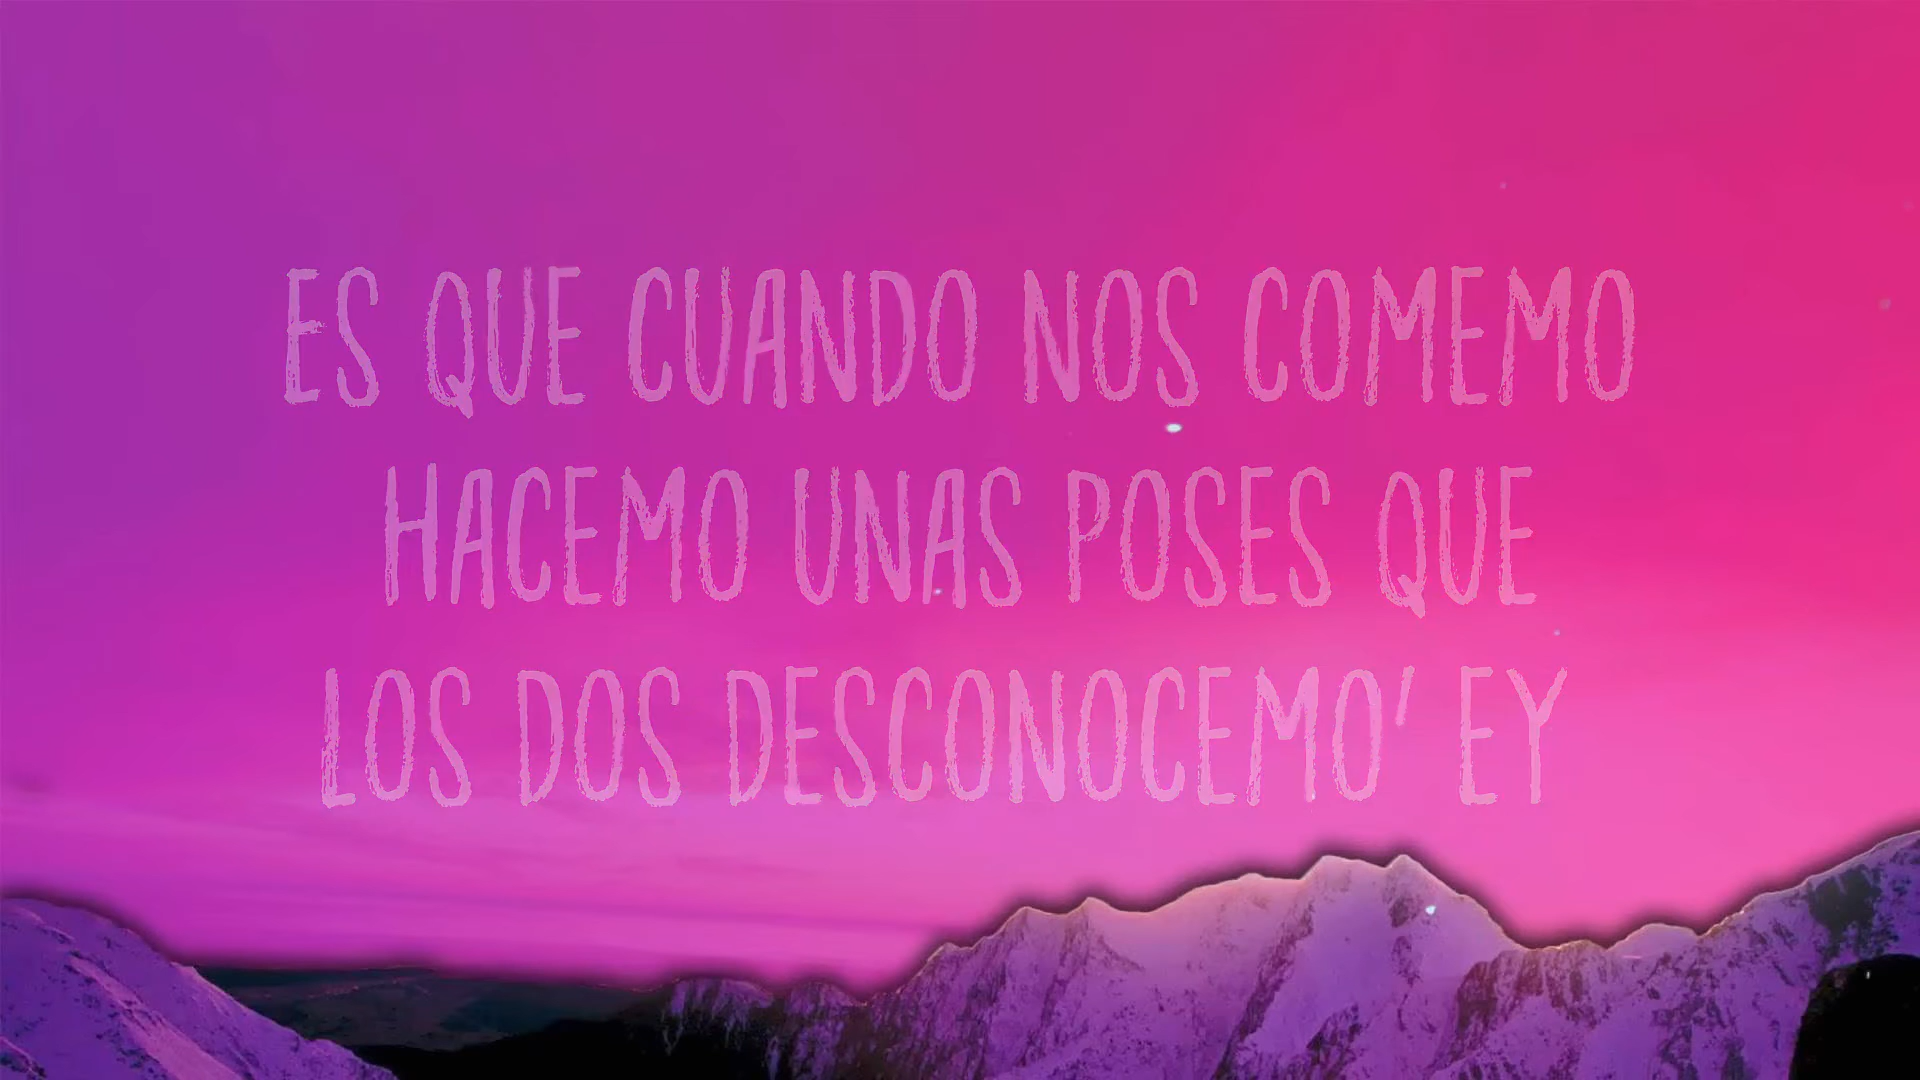 ES QUE CUANDO NOS COMEMO
HACEMO UNAS POSES QUE
LOS DOS DESCONOCEMO' EY